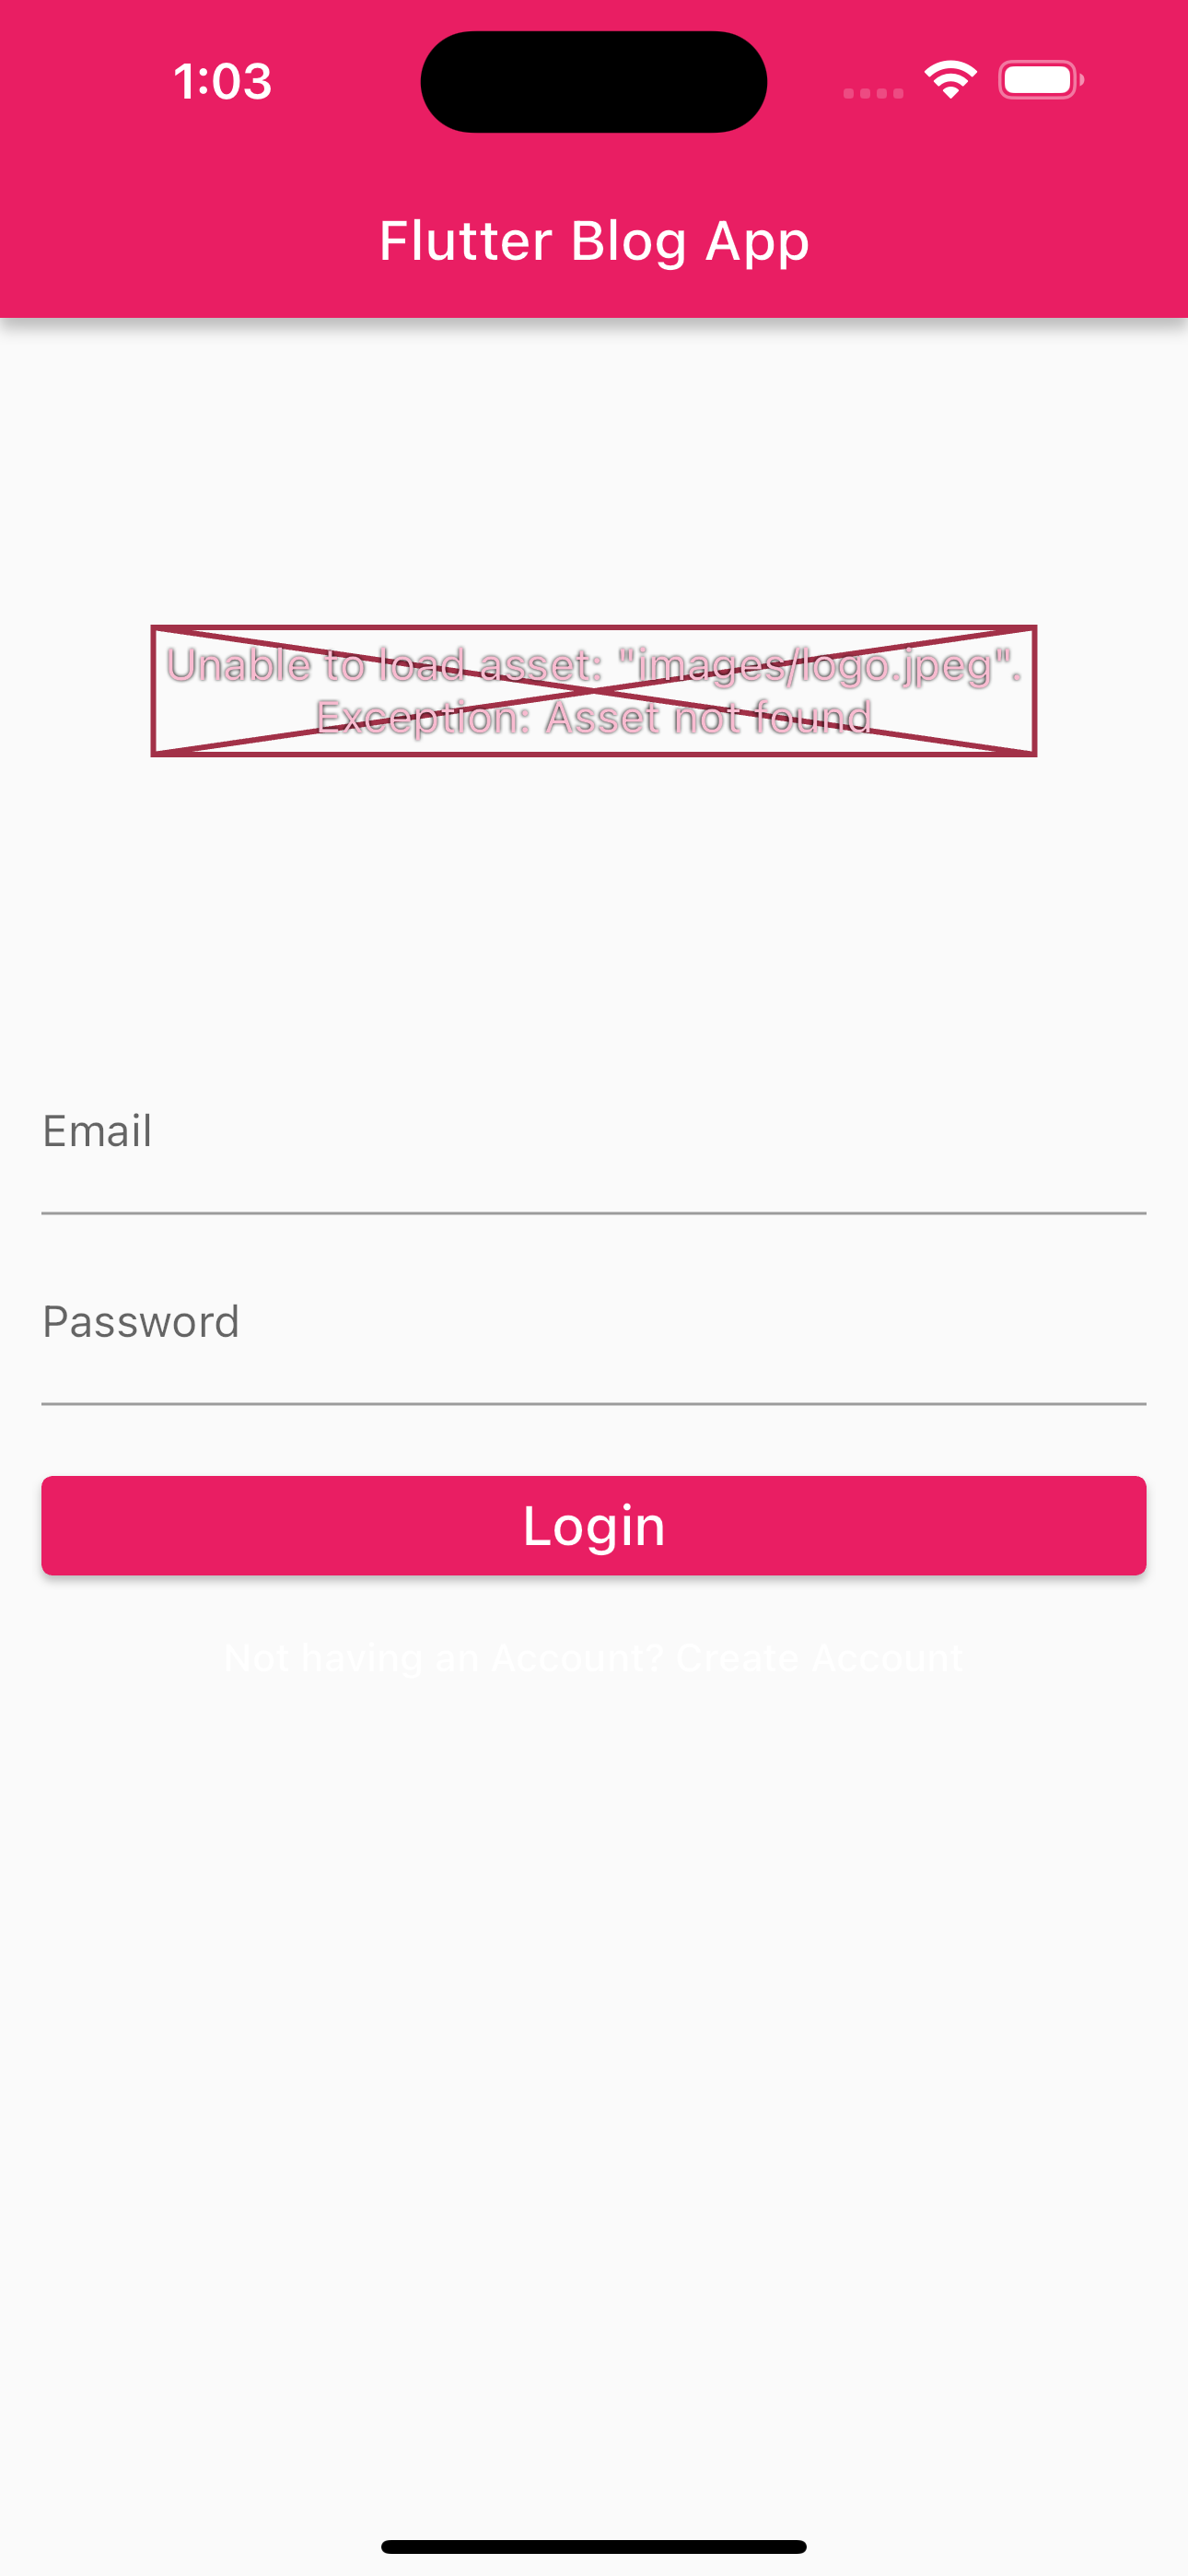 1:03
Flutter Blog App
Unable to load asset: "images/logo.jpeg".
Exception: Asset not found
Email
Password
Login
Not having an Account? Create Account